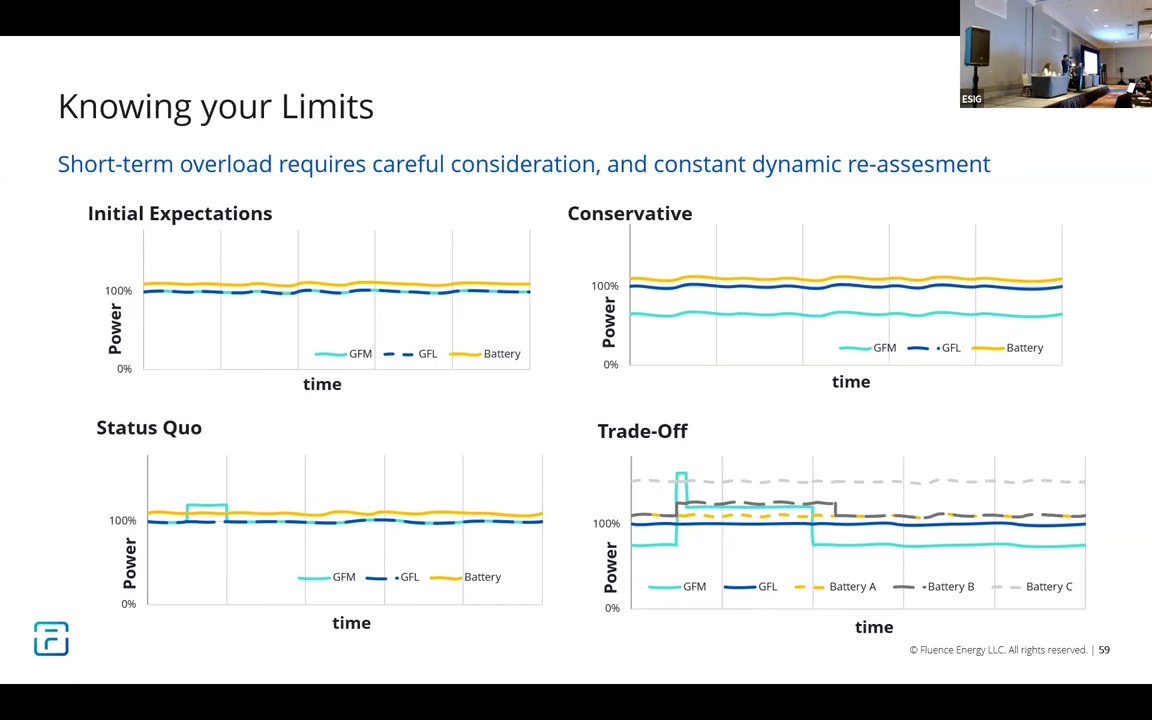 ESIG
Knowing your Limits
Short-term overload requires careful consideration, and constant dynamic re-assesment
Initial Expectations
100%
Power
0%
GFM GFL Battery
time
Conservative
100%
Power
0%
GFM GFL Battery
time
Status Quo
100%
Power
0%
GFM GFL Battery
time
Trade-Off
100%
Power
0%
GFM GFL Battery A Battery B Battery C
time
© Fluence Energy LLC. All rights reserved. | 59